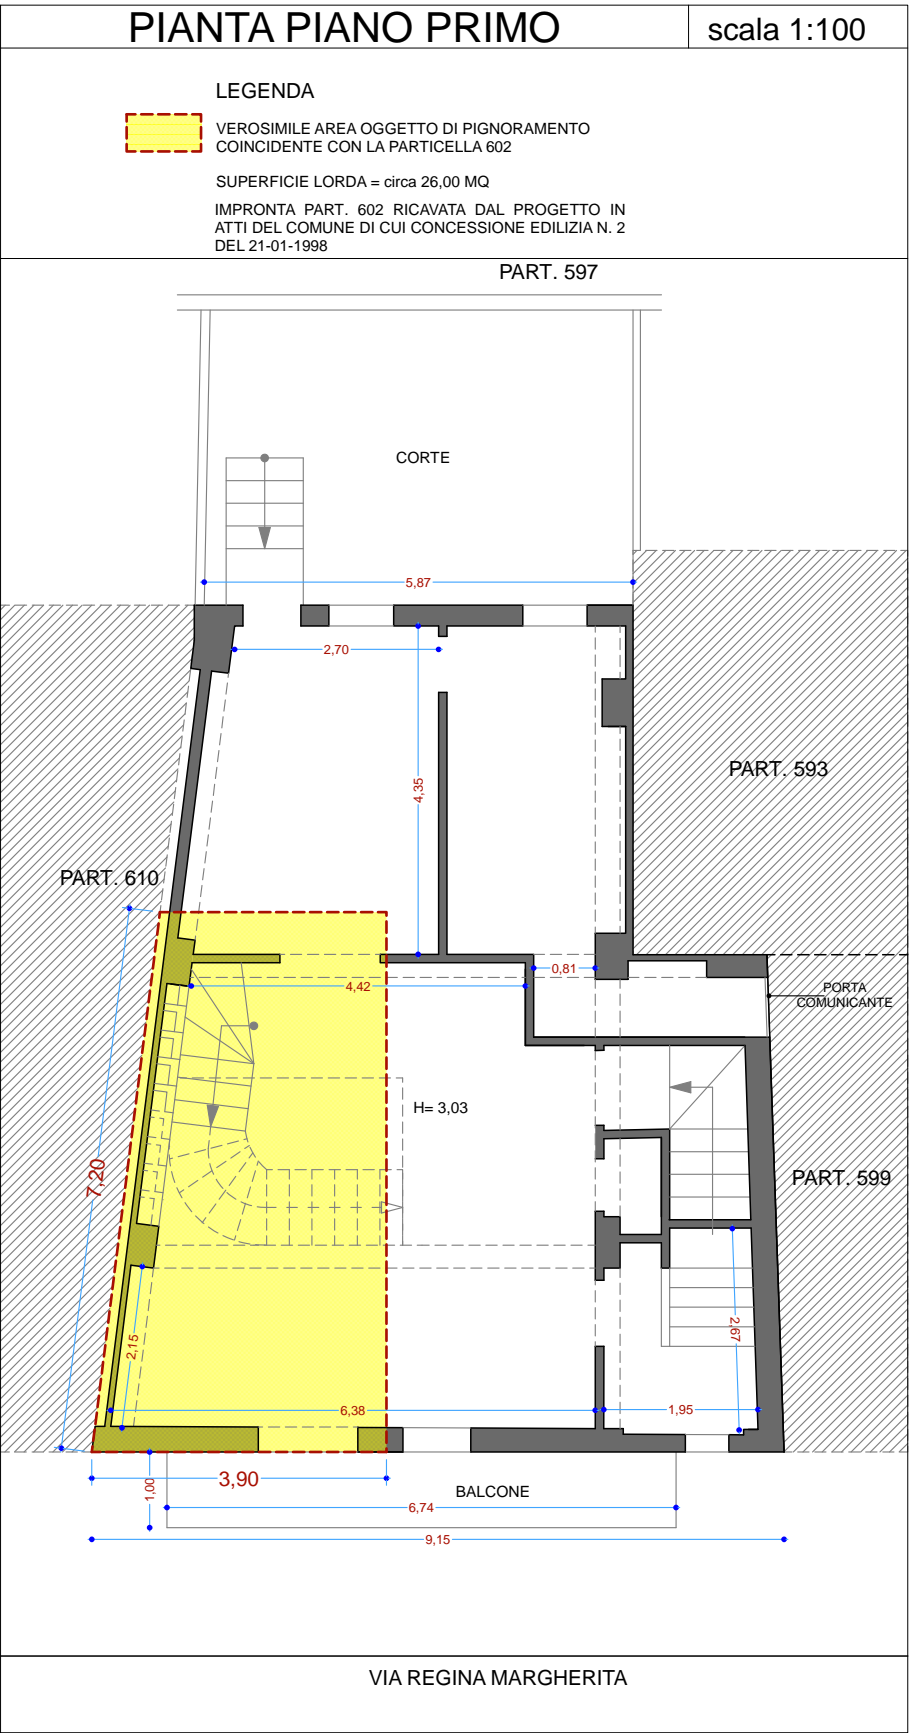 PIANTA PIANO PRIMO
scala 1:100
LEGENDA
VEROSIMILE AREA OGGETTO DI PIGNORAMENTO
COINCIDENTE CON LA PARTICELLA 602
SUPERFICIE LORDA = circa 26,00 MQ
IMPRONTA PART. 602 RICAVATA DAL PROGETTO IN
ATTI DEL COMUNE DI CUI CONCESSIONE EDILIZIA N. 2
DEL 21-01-1998
PART. 597
CORTE
5,87
2,70
4,35
PART. 593
PART. 610
0,81
4,42
PORTA
COMUNICANTE
H= 3,03
7,20
PART. 599
2,15
2,67
6,38
1,95
3,90
1,00
BALCONE
6,74
9,15
VIA REGINA MARGHERITA